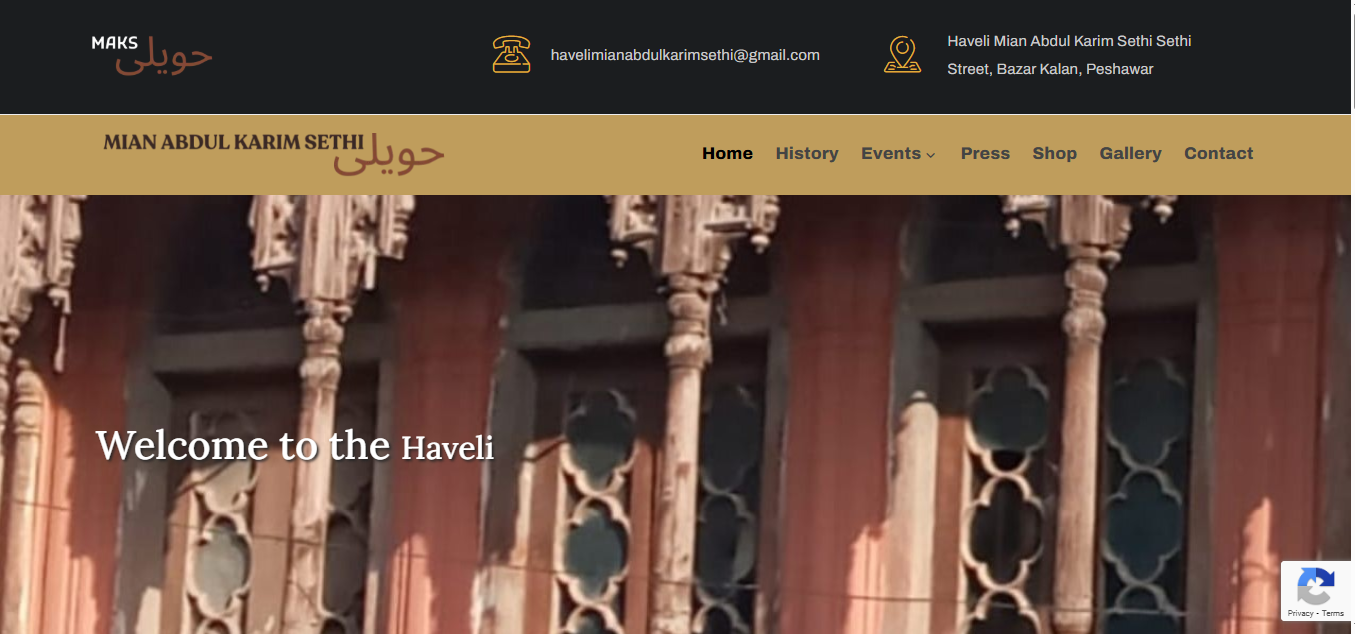 MAKS حویلی
havelimianabdulkarimsethi@gmail.com
Haveli Mian Abdul Karim Sethi Sethi
Street, Bazar Kalan, Peshawar
MIAN ABDUL KARIM SETHI حویلی
Home History Events Press Shop Gallery Contact
Welcome to the Haveli
Privacy - Terms